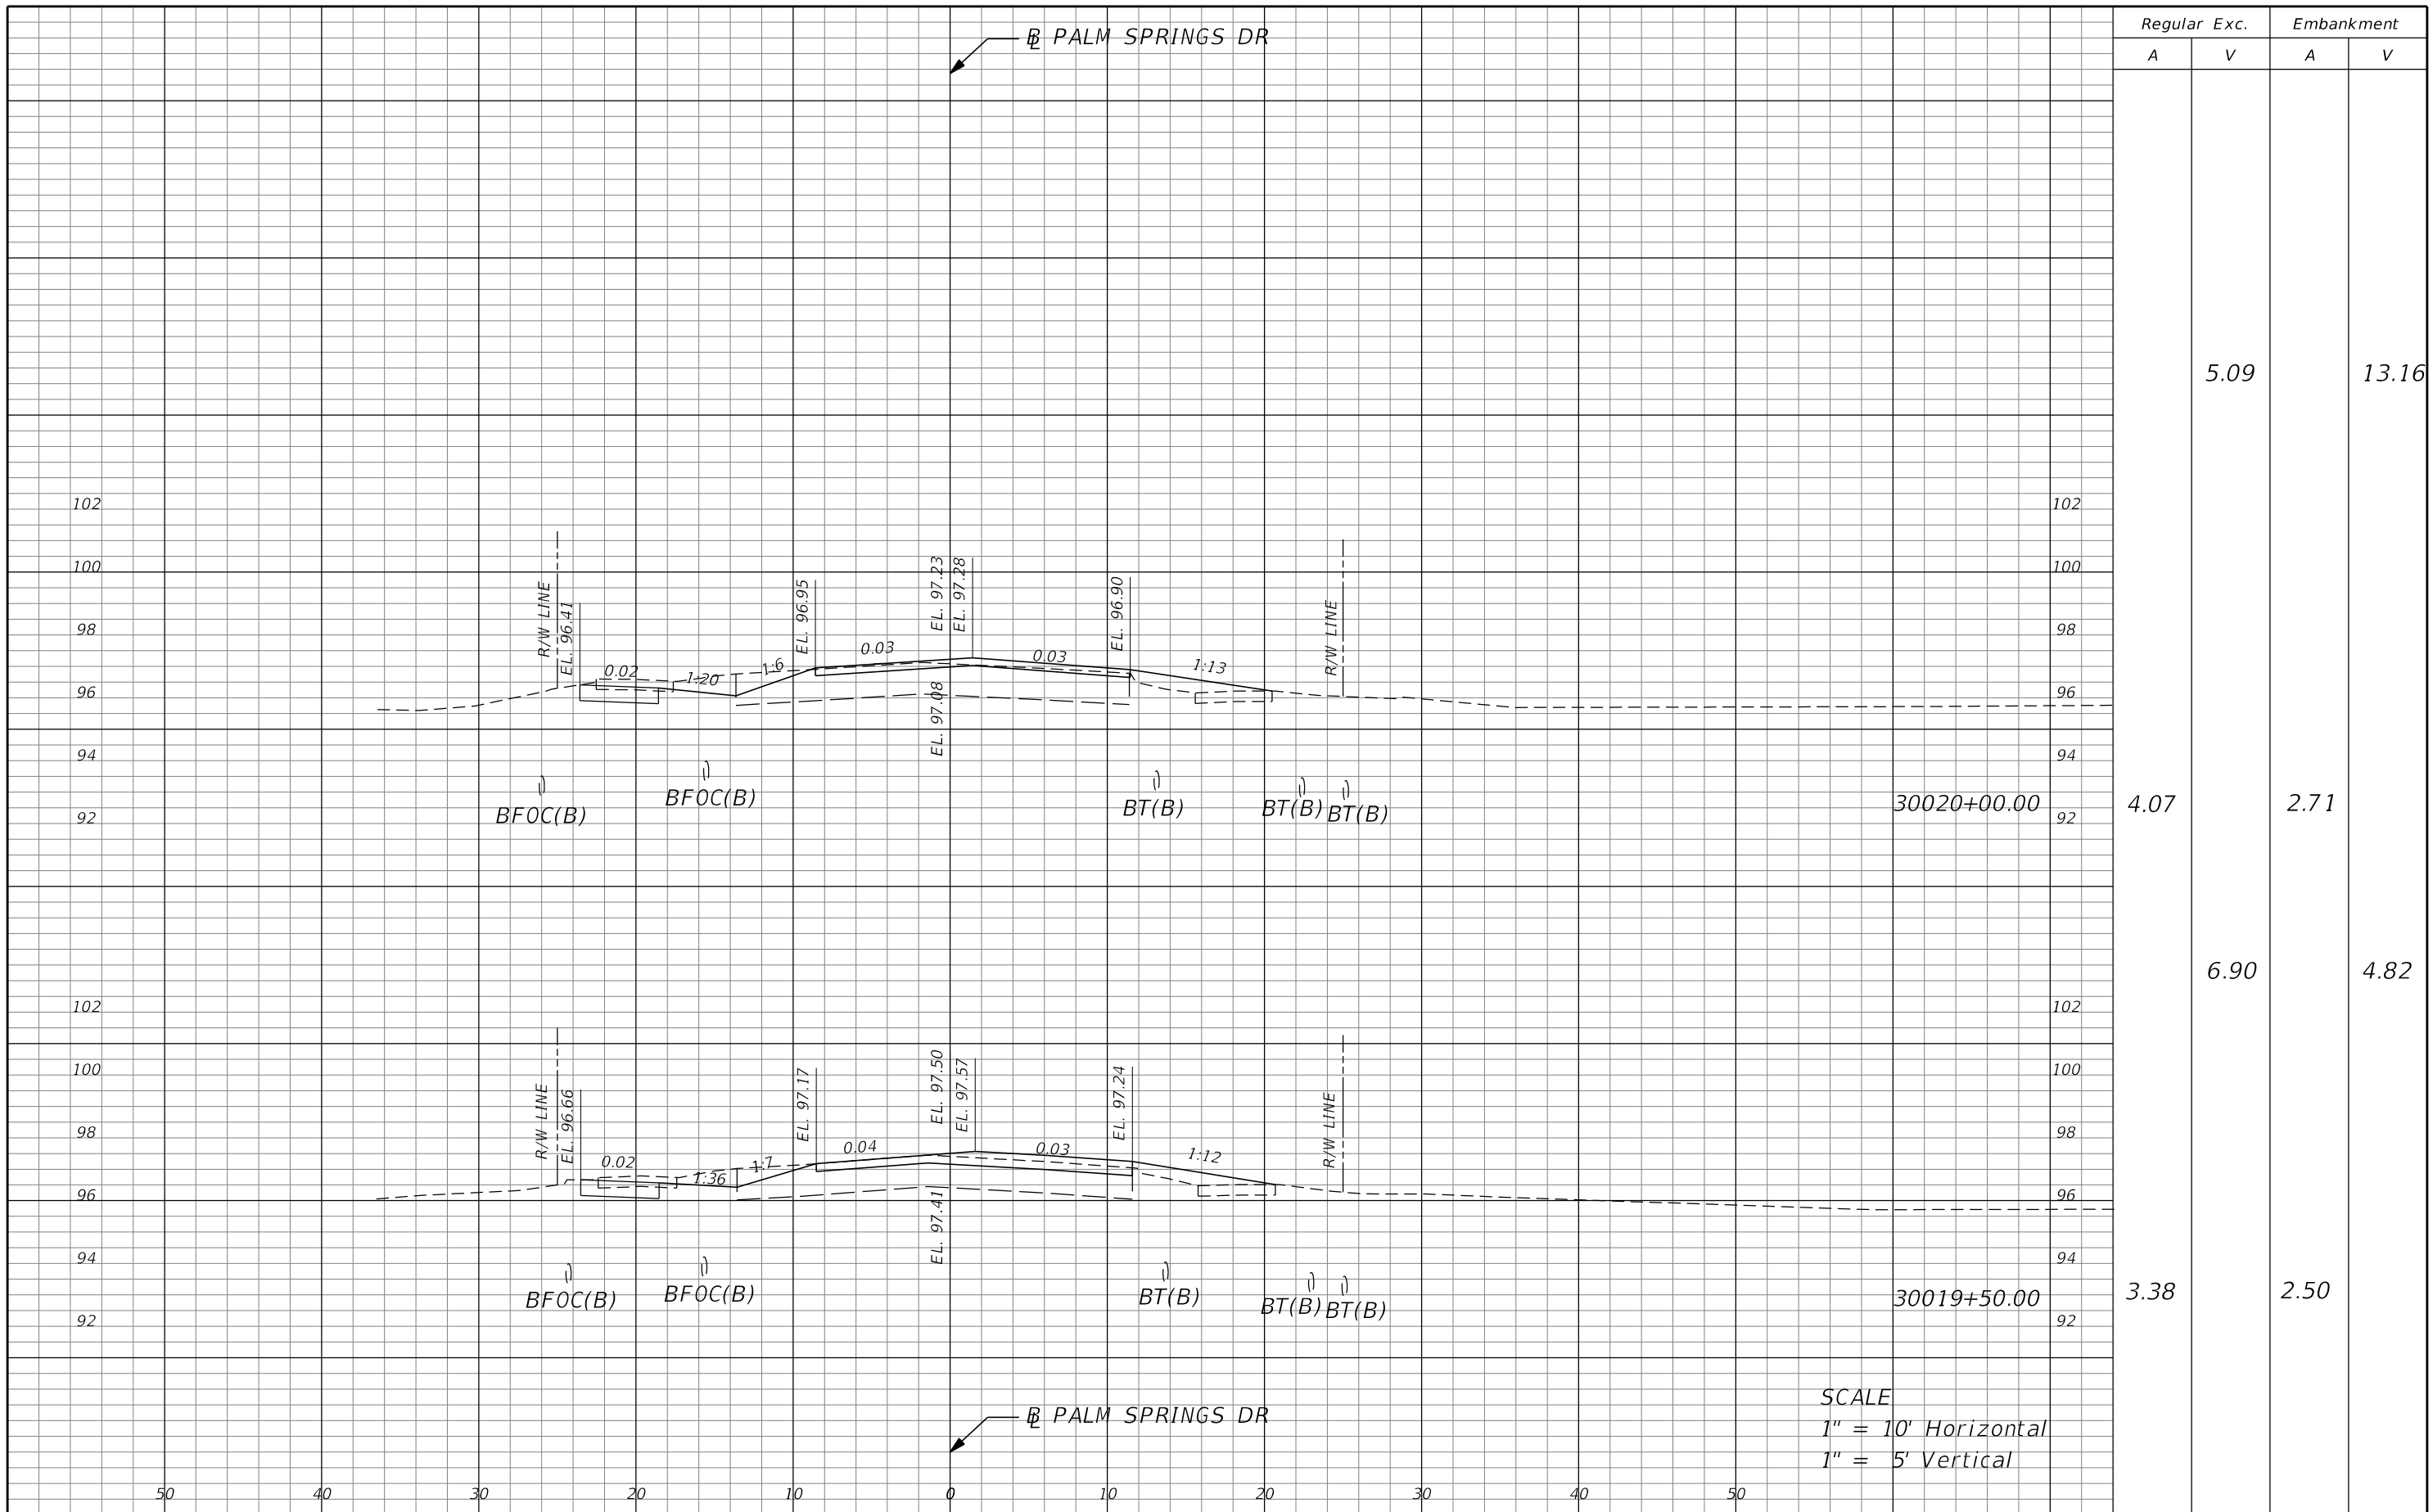 Regular Exc. Embankment
A V A V
℄ PALM SPRINGS DR
5.09 13.16
102 102
100 100
98 98
96 96
94 94
92 92
R/W LINE
EL. 96.41
EL. 96.95
EL. 97.23
EL. 97.28
EL. 96.90
R/W LINE
0.02 1:20 1:6 0.03 0.03 1:13
EL. 97.08
BFOC(B) BFOC(B) BT(B) BT(B) BT(B)
30020+00.00 4.07 2.71
6.90 4.82
102 102
100 100
98 98
96 96
94 94
92 92
R/W LINE
EL. 96.66
EL. 97.17
EL. 97.50
EL. 97.57
EL. 97.24
R/W LINE
0.02 1:36 1:7 0.04 0.03 1:12
EL. 97.41
BFOC(B) BFOC(B) BT(B) BT(B) BT(B)
30019+50.00 3.38 2.50
SCALE
1" = 10' Horizontal
1" = 5' Vertical
℄ PALM SPRINGS DR
50 40 30 20 10 0 10 20 30 40 50